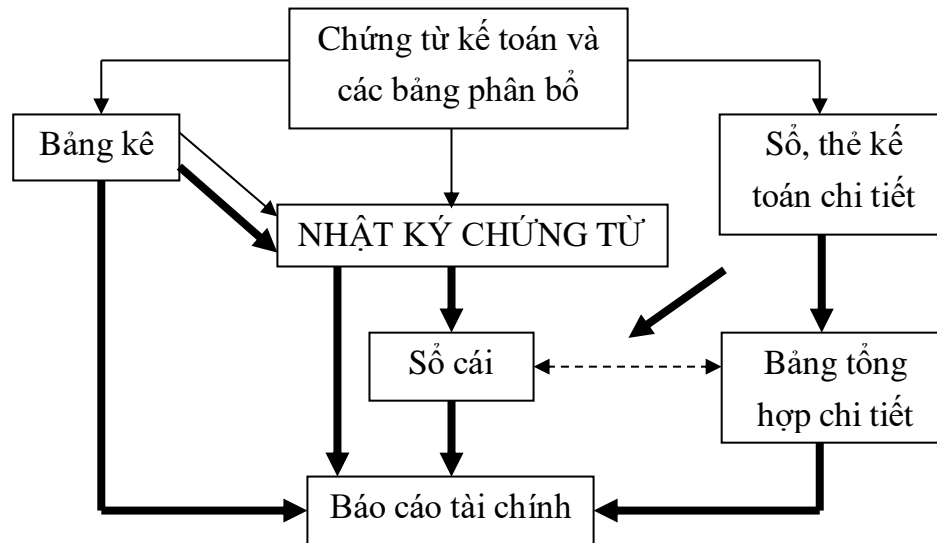 Chứng từ kế toán và
các bảng phân bổ
Bảng kê
Sổ, thẻ kế
toán chi tiết
NHẬT KÝ CHỨNG TỪ
Sổ cái
Bảng tổng
hợp chi tiết
Báo cáo tài chính